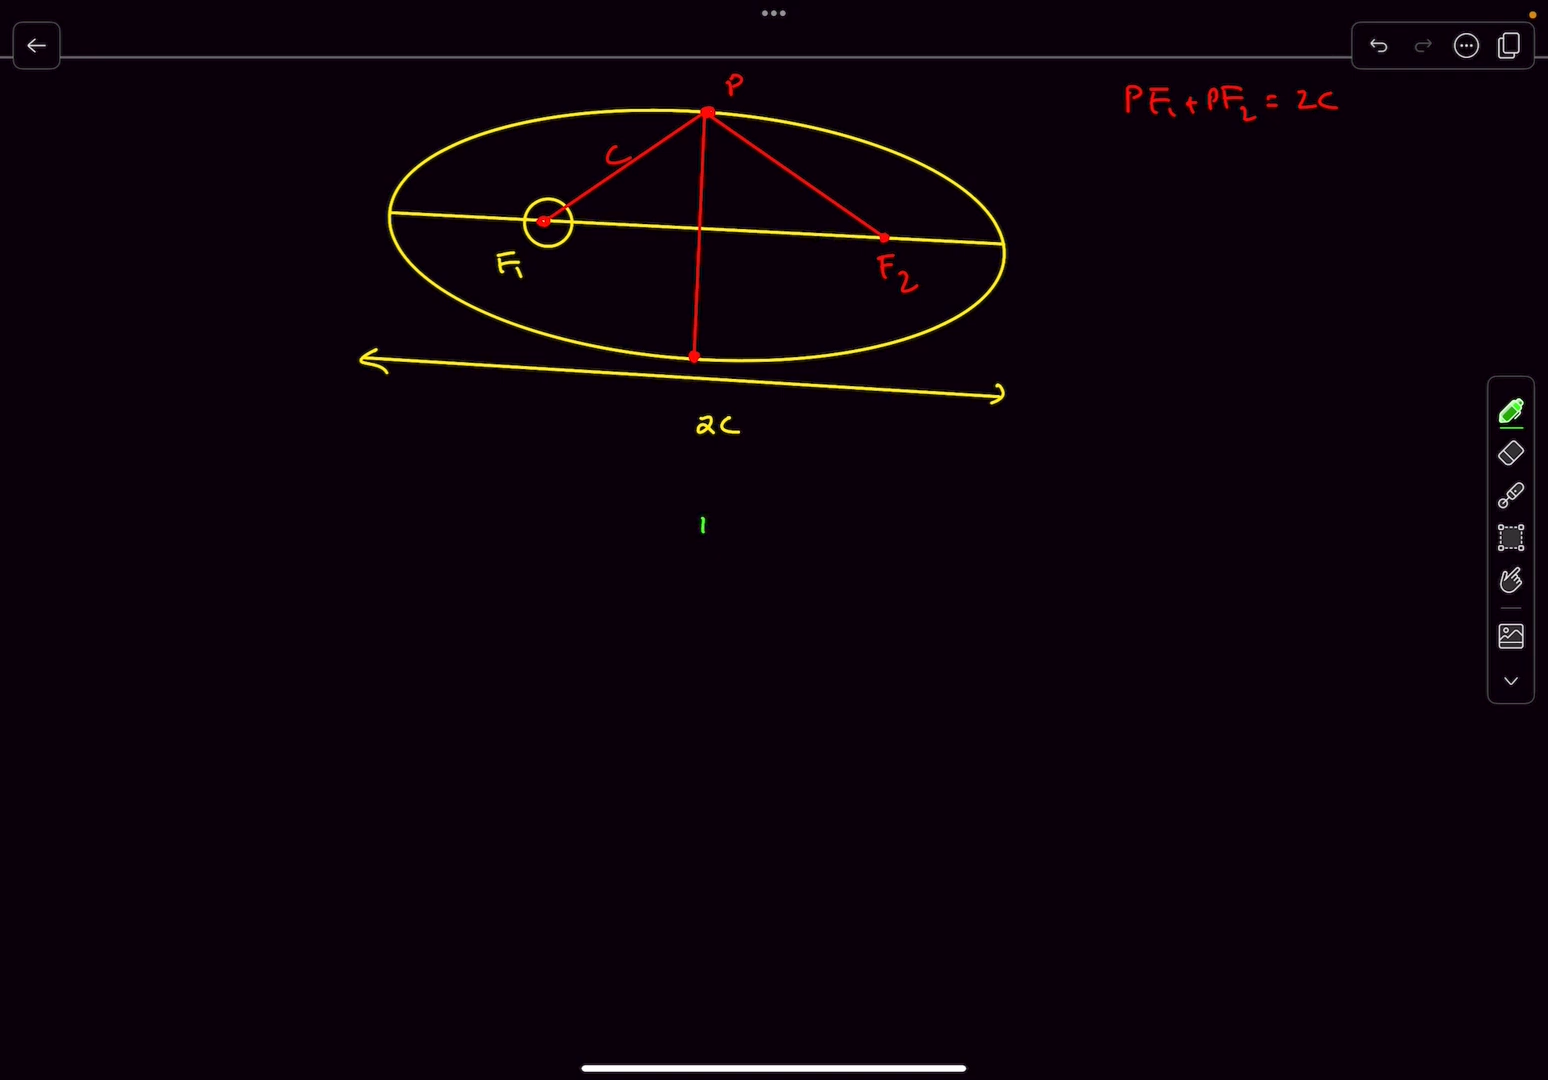 P
PF₁ + PF₂ = 2C
C
F₁
F₂
2C
1